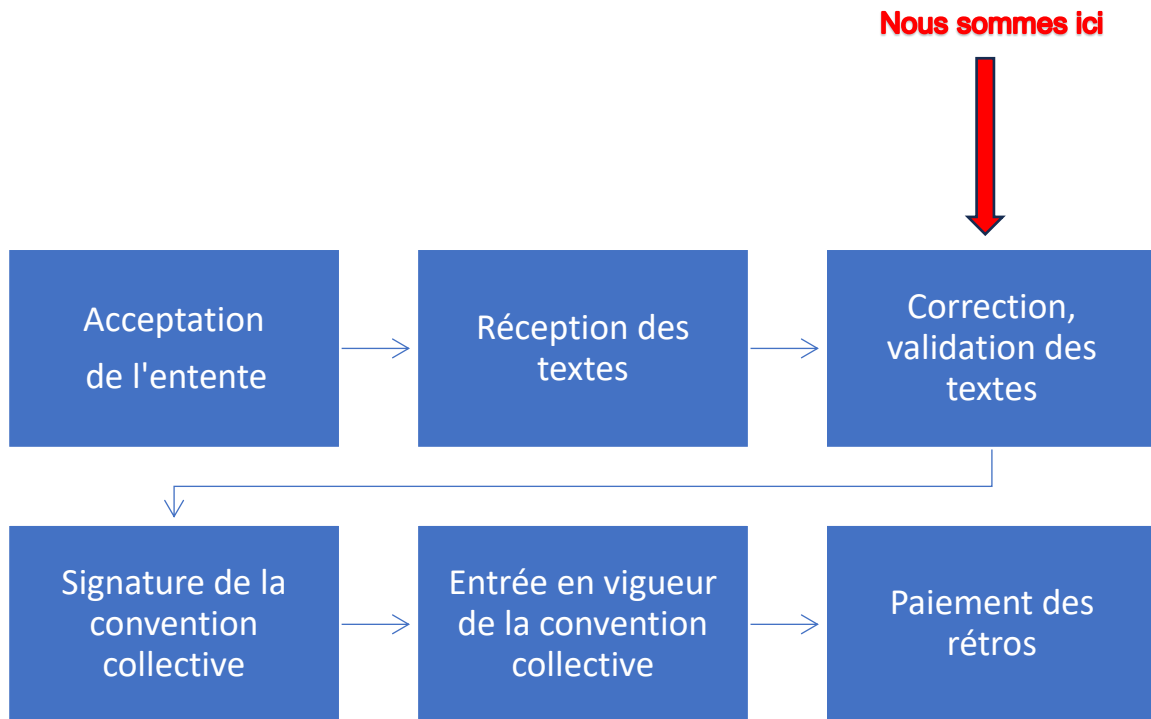 Nous sommes ici
Acceptation
de l'entente
Réception des
textes
Correction,
validation des
textes
Signature de la
convention
collective
Entrée en vigueur
de la convention
collective
Paiement des
rétros